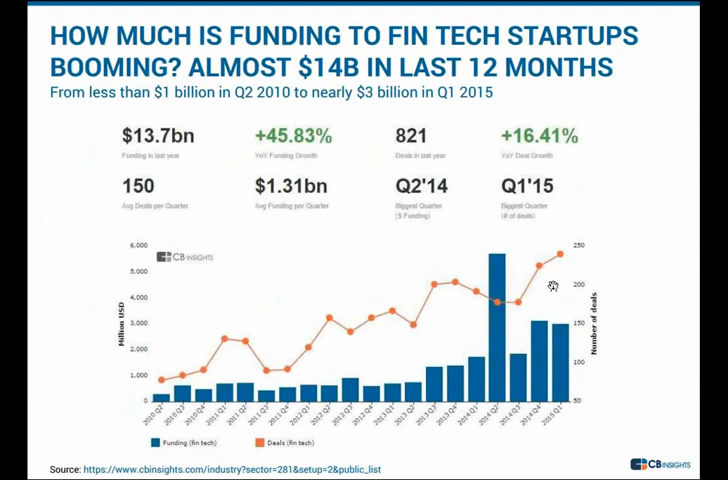 HOW MUCH IS FUNDING TO FIN TECH STARTUPS
BOOMING? ALMOST $14B IN LAST 12 MONTHS
From less than $1 billion in Q2 2010 to nearly $3 billion in Q1 2015
$13.7bn +45.83% 821 +16.41%
Funding in last year YoY Funding Growth Deals in last year YoY Deal Growth
150 $1.31bn Q2'14 Q1'15
Avg Deals per Quarter Avg Funding per Quarter Biggest Quarter Biggest Quarter
($ Funding) (# of deals)
CB INSIGHTS
6,000 250
5,000
4,000 200
3,000 150
2,000
1,000 100
0 50
Million USD
Number of deals
2010 Q2 2010 Q3 2010 Q4 2011 Q1 2011 Q2 2011 Q3 2011 Q4 2012 Q1 2012 Q2 2012 Q3 2012 Q4 2013 Q1 2013 Q2 2013 Q3 2013 Q4 2014 Q1 2014 Q2 2014 Q3 2014 Q4 2015 Q1
Funding (fin tech) Deals (fin tech)
Source: https://www.cbinsights.com/industry?sector=281&setup=2&public_list
CBINSIGHTS